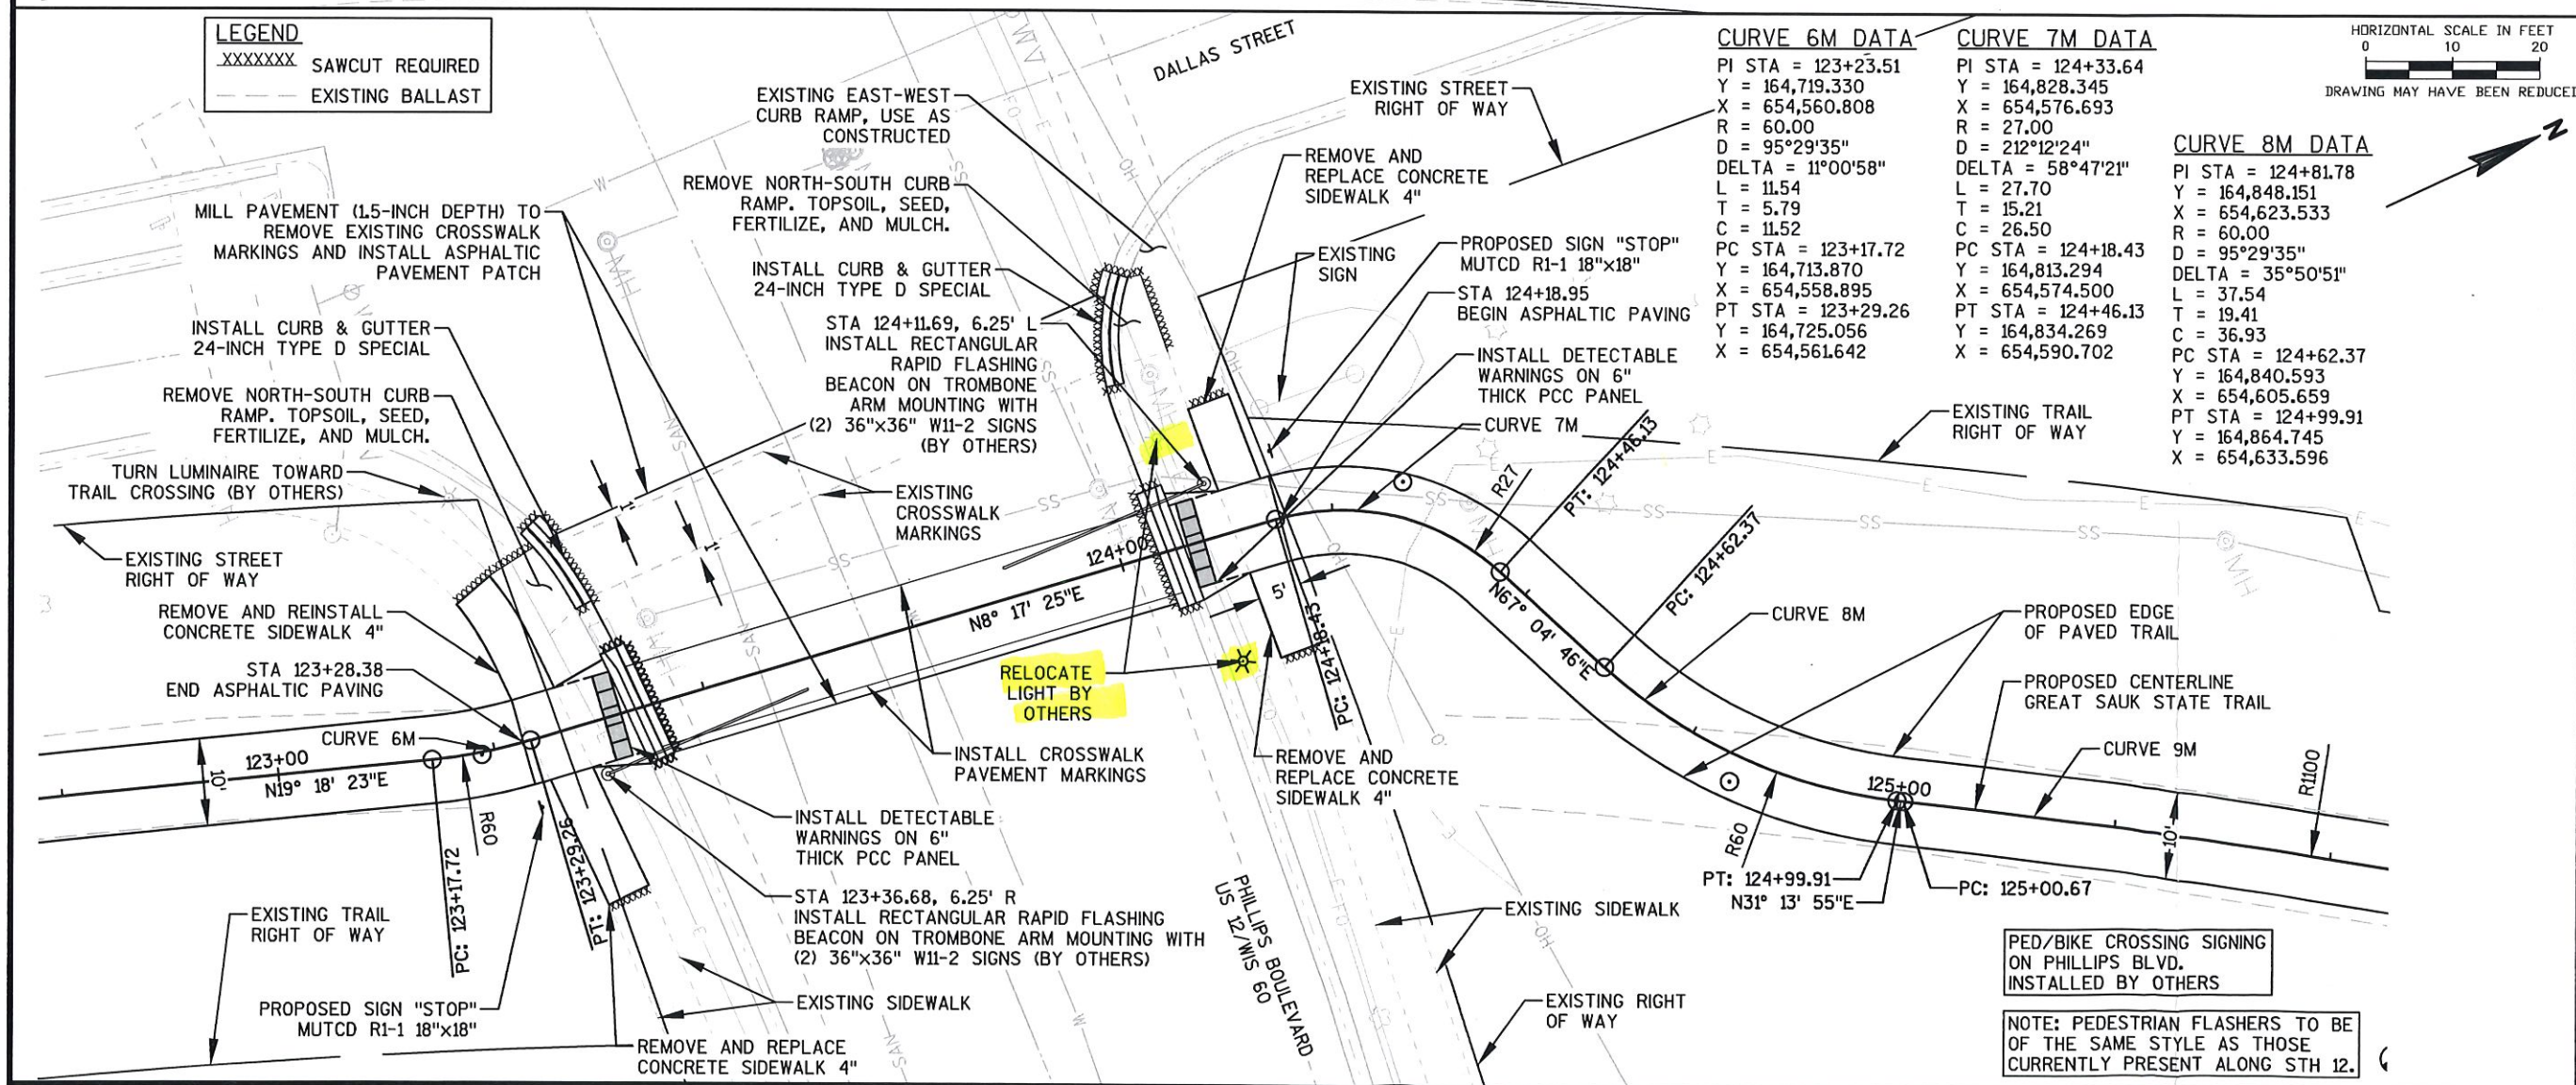 LEGEND
XXXXXXX SAWCUT REQUIRED
EXISTING BALLAST
DALLAS STREET
HORIZONTAL SCALE IN FEET
0 10 20
DRAWING MAY HAVE BEEN REDUCED
N
CURVE 6M DATA
PI STA = 123+23.51
Y = 164,719.330
X = 654,560.808
R = 60.00
D = 95°29'35"
DELTA = 11°00'58"
L = 11.54
T = 5.79
C = 11.52
PC STA = 123+17.72
Y = 164,713.870
X = 654,558.895
PT STA = 123+29.26
Y = 164,725.056
X = 654,561.642
CURVE 7M DATA
PI STA = 124+33.64
Y = 164,828.345
X = 654,576.693
R = 27.00
D = 212°12'24"
DELTA = 58°47'21"
L = 27.70
T = 15.21
C = 26.50
PC STA = 124+18.43
Y = 164,813.294
X = 654,574.500
PT STA = 124+46.13
Y = 164,834.269
X = 654,590.702
CURVE 8M DATA
PI STA = 124+81.78
Y = 164,848.151
X = 654,623.533
R = 60.00
D = 95°29'35"
DELTA = 35°50'51"
L = 37.54
T = 19.41
C = 36.93
PC STA = 124+62.37
Y = 164,840.593
X = 654,605.659
PT STA = 124+99.91
Y = 164,864.745
X = 654,633.596
EXISTING EAST-WEST
CURB RAMP, USE AS
CONSTRUCTED
EXISTING STREET
RIGHT OF WAY
REMOVE AND
REPLACE CONCRETE
SIDEWALK 4"
REMOVE NORTH-SOUTH CURB
RAMP. TOPSOIL, SEED,
FERTILIZE, AND MULCH.
MILL PAVEMENT (1.5-INCH DEPTH) TO
REMOVE EXISTING CROSSWALK
MARKINGS AND INSTALL ASPHALTIC
PAVEMENT PATCH
EXISTING
SIGN
PROPOSED SIGN "STOP"
MUTCD R1-1 18"x18"
INSTALL CURB & GUTTER
24-INCH TYPE D SPECIAL
STA 124+18.95
BEGIN ASPHALTIC PAVING
STA 124+11.69, 6.25' L
INSTALL RECTANGULAR
RAPID FLASHING
BEACON ON TROMBONE
ARM MOUNTING WITH
(2) 36"x36" W11-2 SIGNS
(BY OTHERS)
INSTALL CURB & GUTTER
24-INCH TYPE D SPECIAL
INSTALL DETECTABLE
WARNINGS ON 6"
THICK PCC PANEL
REMOVE NORTH-SOUTH CURB
RAMP. TOPSOIL, SEED,
FERTILIZE, AND MULCH.
EXISTING TRAIL
RIGHT OF WAY
CURVE 7M
TURN LUMINAIRE TOWARD
TRAIL CROSSING (BY OTHERS)
EXISTING
CROSSWALK
MARKINGS
1'
1'
R27
PT: 124+46.13
PC: 124+62.37
EXISTING STREET
RIGHT OF WAY
124+00
N8° 17' 25"E
5'
PC: 124+18.43
N67° 04' 46"E
CURVE 8M
PROPOSED EDGE
OF PAVED TRAIL
REMOVE AND REINSTALL
CONCRETE SIDEWALK 4"
STA 123+28.38
END ASPHALTIC PAVING
RELOCATE
LIGHT BY
OTHERS
PROPOSED CENTERLINE
GREAT SAUK STATE TRAIL
CURVE 6M
123+00
N19° 18' 23"E
10'
R60
INSTALL CROSSWALK
PAVEMENT MARKINGS
REMOVE AND
REPLACE CONCRETE
SIDEWALK 4"
CURVE 9M
125+00
R1100
10'
R60
INSTALL DETECTABLE
WARNINGS ON 6"
THICK PCC PANEL
PC: 123+17.72
PT: 123+29.26
PT: 124+99.91
N31° 13' 55"E
PC: 125+00.67
STA 123+36.68, 6.25' R
INSTALL RECTANGULAR RAPID FLASHING
BEACON ON TROMBONE ARM MOUNTING WITH
(2) 36"x36" W11-2 SIGNS (BY OTHERS)
PHILLIPS BOULEVARD
US 12/WIS 60
EXISTING SIDEWALK
EXISTING TRAIL
RIGHT OF WAY
PROPOSED SIGN "STOP"
MUTCD R1-1 18"x18"
EXISTING SIDEWALK
EXISTING RIGHT
OF WAY
REMOVE AND REPLACE
CONCRETE SIDEWALK 4"
PED/BIKE CROSSING SIGNING
ON PHILLIPS BLVD.
INSTALLED BY OTHERS
NOTE: PEDESTRIAN FLASHERS TO BE
OF THE SAME STYLE AS THOSE
CURRENTLY PRESENT ALONG STH 12.
W
MH
SAN
SS
SS
SS
SS
SS
E
E
E
OH
MH